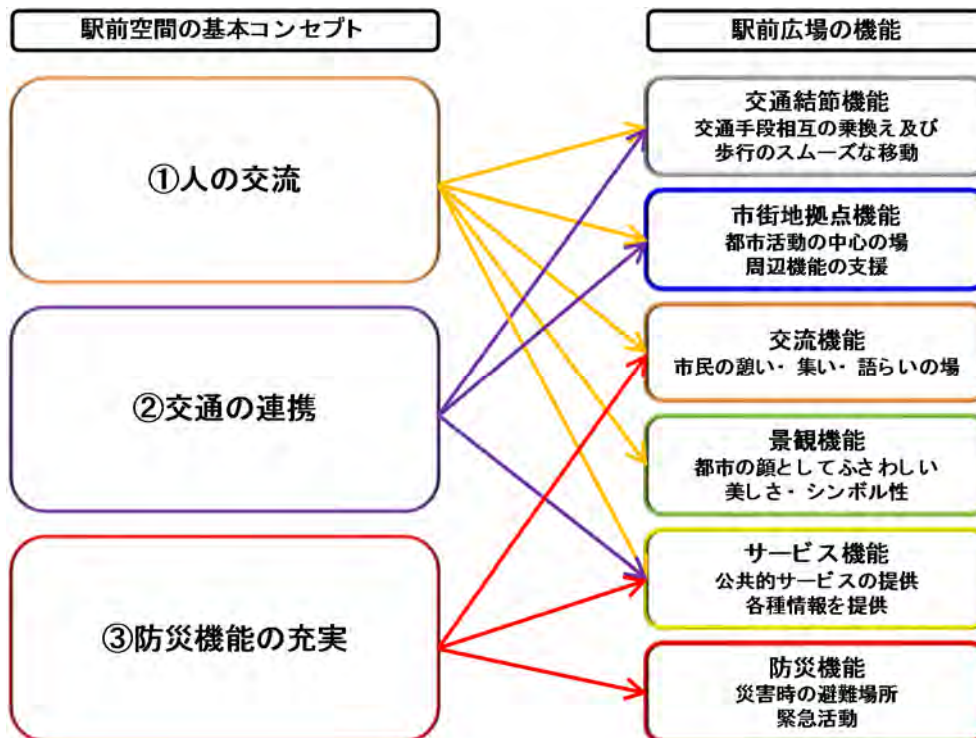 駅前空間の基本コンセプト
①人の交流
②交通の連携
③防災機能の充実
駅前広場の機能
交通結節機能
交通手段相互の乗換え及び
歩行のスムーズな移動
市街地拠点機能
都市活動の中心の場
周辺機能の支援
交流機能
市民の憩い・集い・語らいの場
景観機能
都市の顔としてふさわしい
美しさ・シンボル性
サービス機能
公共的サービスの提供
各種情報を提供
防災機能
災害時の避難場所
緊急活動